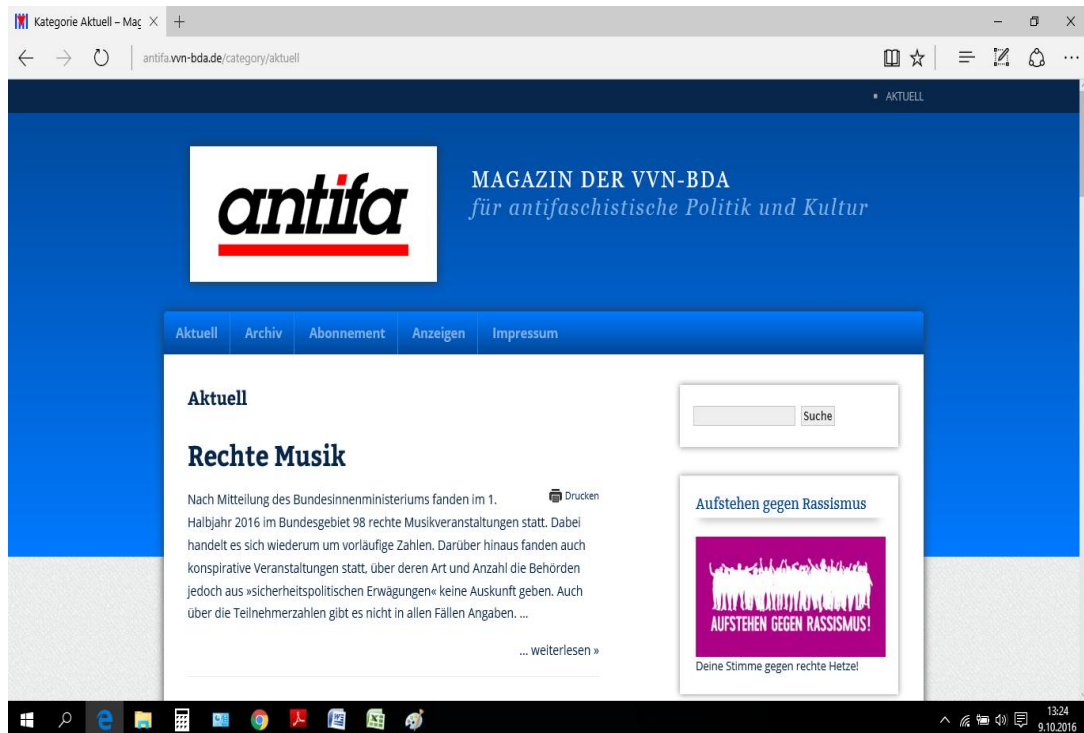 Kategorie Aktuell – Mag
antifa.vvn-bda.de/category/aktuell
AKTUELL
antifa
MAGAZIN DER VVN-BDA
für antifaschistische Politik und Kultur
Aktuell Archiv Abonnement Anzeigen Impressum
Aktuell
Rechte Musik
Drucken
Nach Mitteilung des Bundesinnenministeriums fanden im 1.
Halbjahr 2016 im Bundesgebiet 98 rechte Musikveranstaltungen statt. Dabei
handelt es sich wiederum um vorläufige Zahlen. Darüber hinaus fanden auch
konspirative Veranstaltungen statt, über deren Art und Anzahl die Behörden
jedoch aus »sicherheitspolitischen Erwägungen« keine Auskunft geben. Auch
über die Teilnehmerzahlen gibt es nicht in allen Fällen Angaben. ...
... weiterlesen »
Suche
Aufstehen gegen Rassismus
AUFSTEHEN GEGEN RASSISMUS!
Deine Stimme gegen rechte Hetze!
13:24
9.10.2016